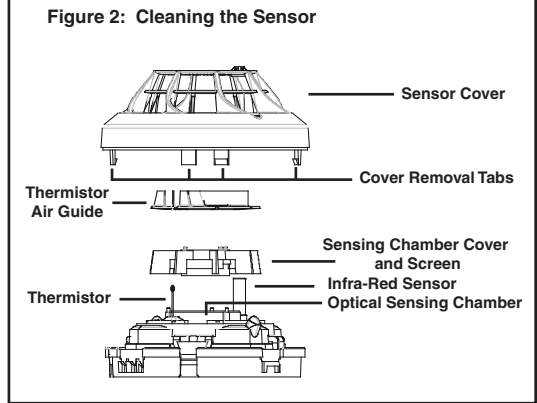 Figure 2:  Cleaning the Sensor
Sensor Cover
Cover Removal Tabs
Thermistor
Air Guide
Sensing Chamber Cover
and Screen
Infra-Red Sensor
Thermistor
Optical Sensing Chamber